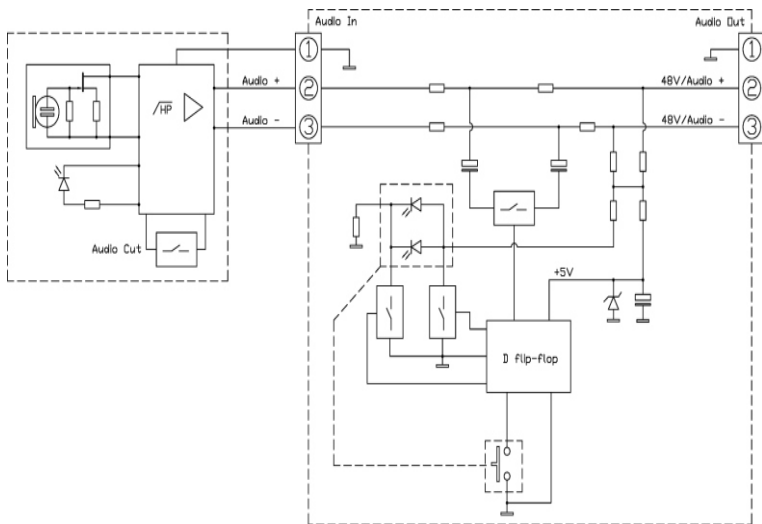 Audio In
Audio Out
1
1
Audio +
2
48V/Audio +
2
/HP
Audio -
3
48V/Audio -
3
Audio Cut
+5V
D flip-flop